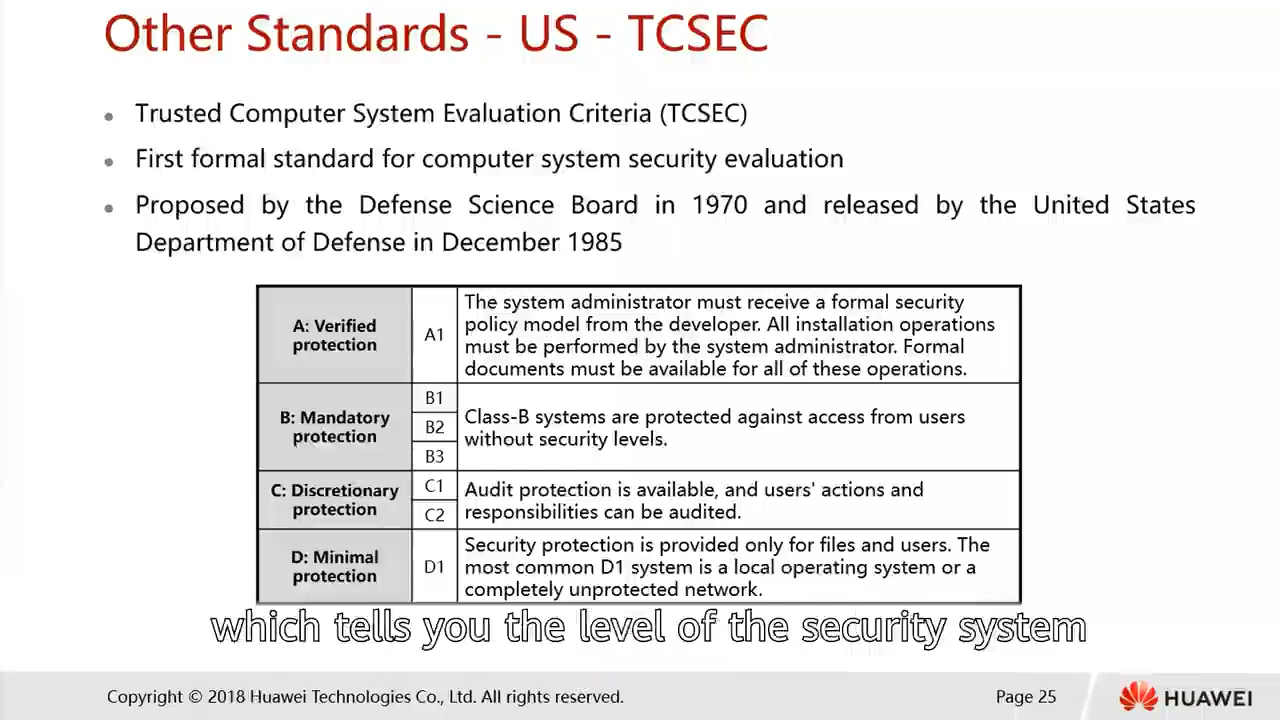 Other Standards - US - TCSEC
Trusted Computer System Evaluation Criteria (TCSEC)
First formal standard for computer system security evaluation
Proposed by the Defense Science Board in 1970 and released by the United States
Department of Defense in December 1985
A: Verified
protection
A1
The system administrator must receive a formal security
policy model from the developer. All installation operations
must be performed by the system administrator. Formal
documents must be available for all of these operations.
B: Mandatory
protection
B1
B2
B3
Class-B systems are protected against access from users
without security levels.
C: Discretionary
protection
C1
C2
Audit protection is available, and users' actions and
responsibilities can be audited.
D: Minimal
protection
D1
Security protection is provided only for files and users. The
most common D1 system is a local operating system or a
completely unprotected network.
which tells you the level of the security system
Copyright © 2018 Huawei Technologies Co., Ltd. All rights reserved.
Page 25
HUAWEI